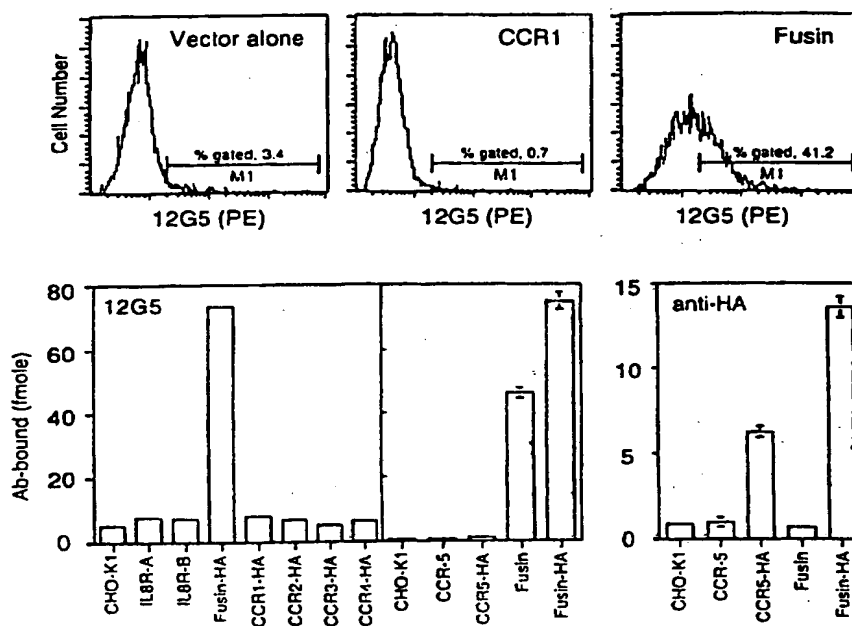 Vector alone
CCR1
Fusin
Cell Number
% gated, 3.4
M1
% gated, 0.7
M1
% gated, 41.2
M1
12G5 (PE)
12G5 (PE)
12G5 (PE)
80
60
40
20
0
Ab-bound (fmole)
12G5
CHO-K1
IL8R-A
IL8R-B
Fusin-HA
CCR1-HA
CCR2-HA
CCR3-HA
CCR4-HA
CHO-K1
CCR-5
CCR5-HA
Fusin
Fusin-HA
15
10
5
0
anti-HA
CHO-K1
CCR-5
CCR5-HA
Fusin
Fusin-HA